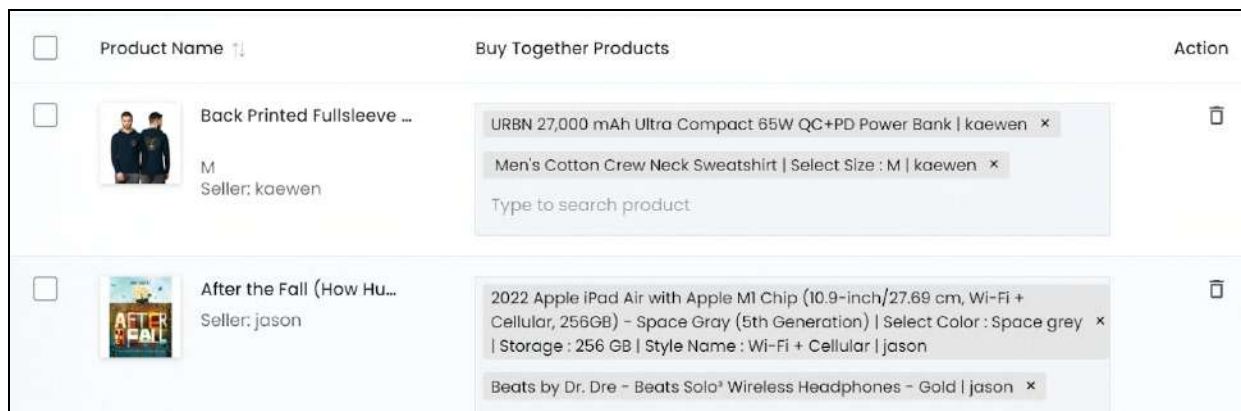 Product Name
Buy Together Products
Action
Back Printed Fullsleeve ...
M
Seller: kaewen
URBN 27,000 mAh Ultra Compact 65W QC+PD Power Bank | kaewen ×
Men's Cotton Crew Neck Sweatshirt | Select Size : M | kaewen ×
Type to search product
After the Fall (How Hu...
Seller: jason
AFTER
FALL
2022 Apple iPad Air with Apple M1 Chip (10.9-inch/27.69 cm, Wi-Fi +
Cellular, 256GB) - Space Gray (5th Generation) | Select Color : Space grey ×
| Storage : 256 GB | Style Name : Wi-Fi + Cellular | jason
Beats by Dr. Dre - Beats Solo³ Wireless Headphones - Gold | jason ×